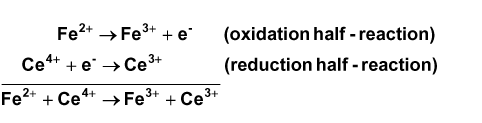 Fe²⁺ → Fe³⁺ + e⁻ (oxidation half - reaction)
Ce⁴⁺ + e⁻ → Ce³⁺ (reduction half - reaction)
Fe²⁺ + Ce⁴⁺ → Fe³⁺ + Ce³⁺